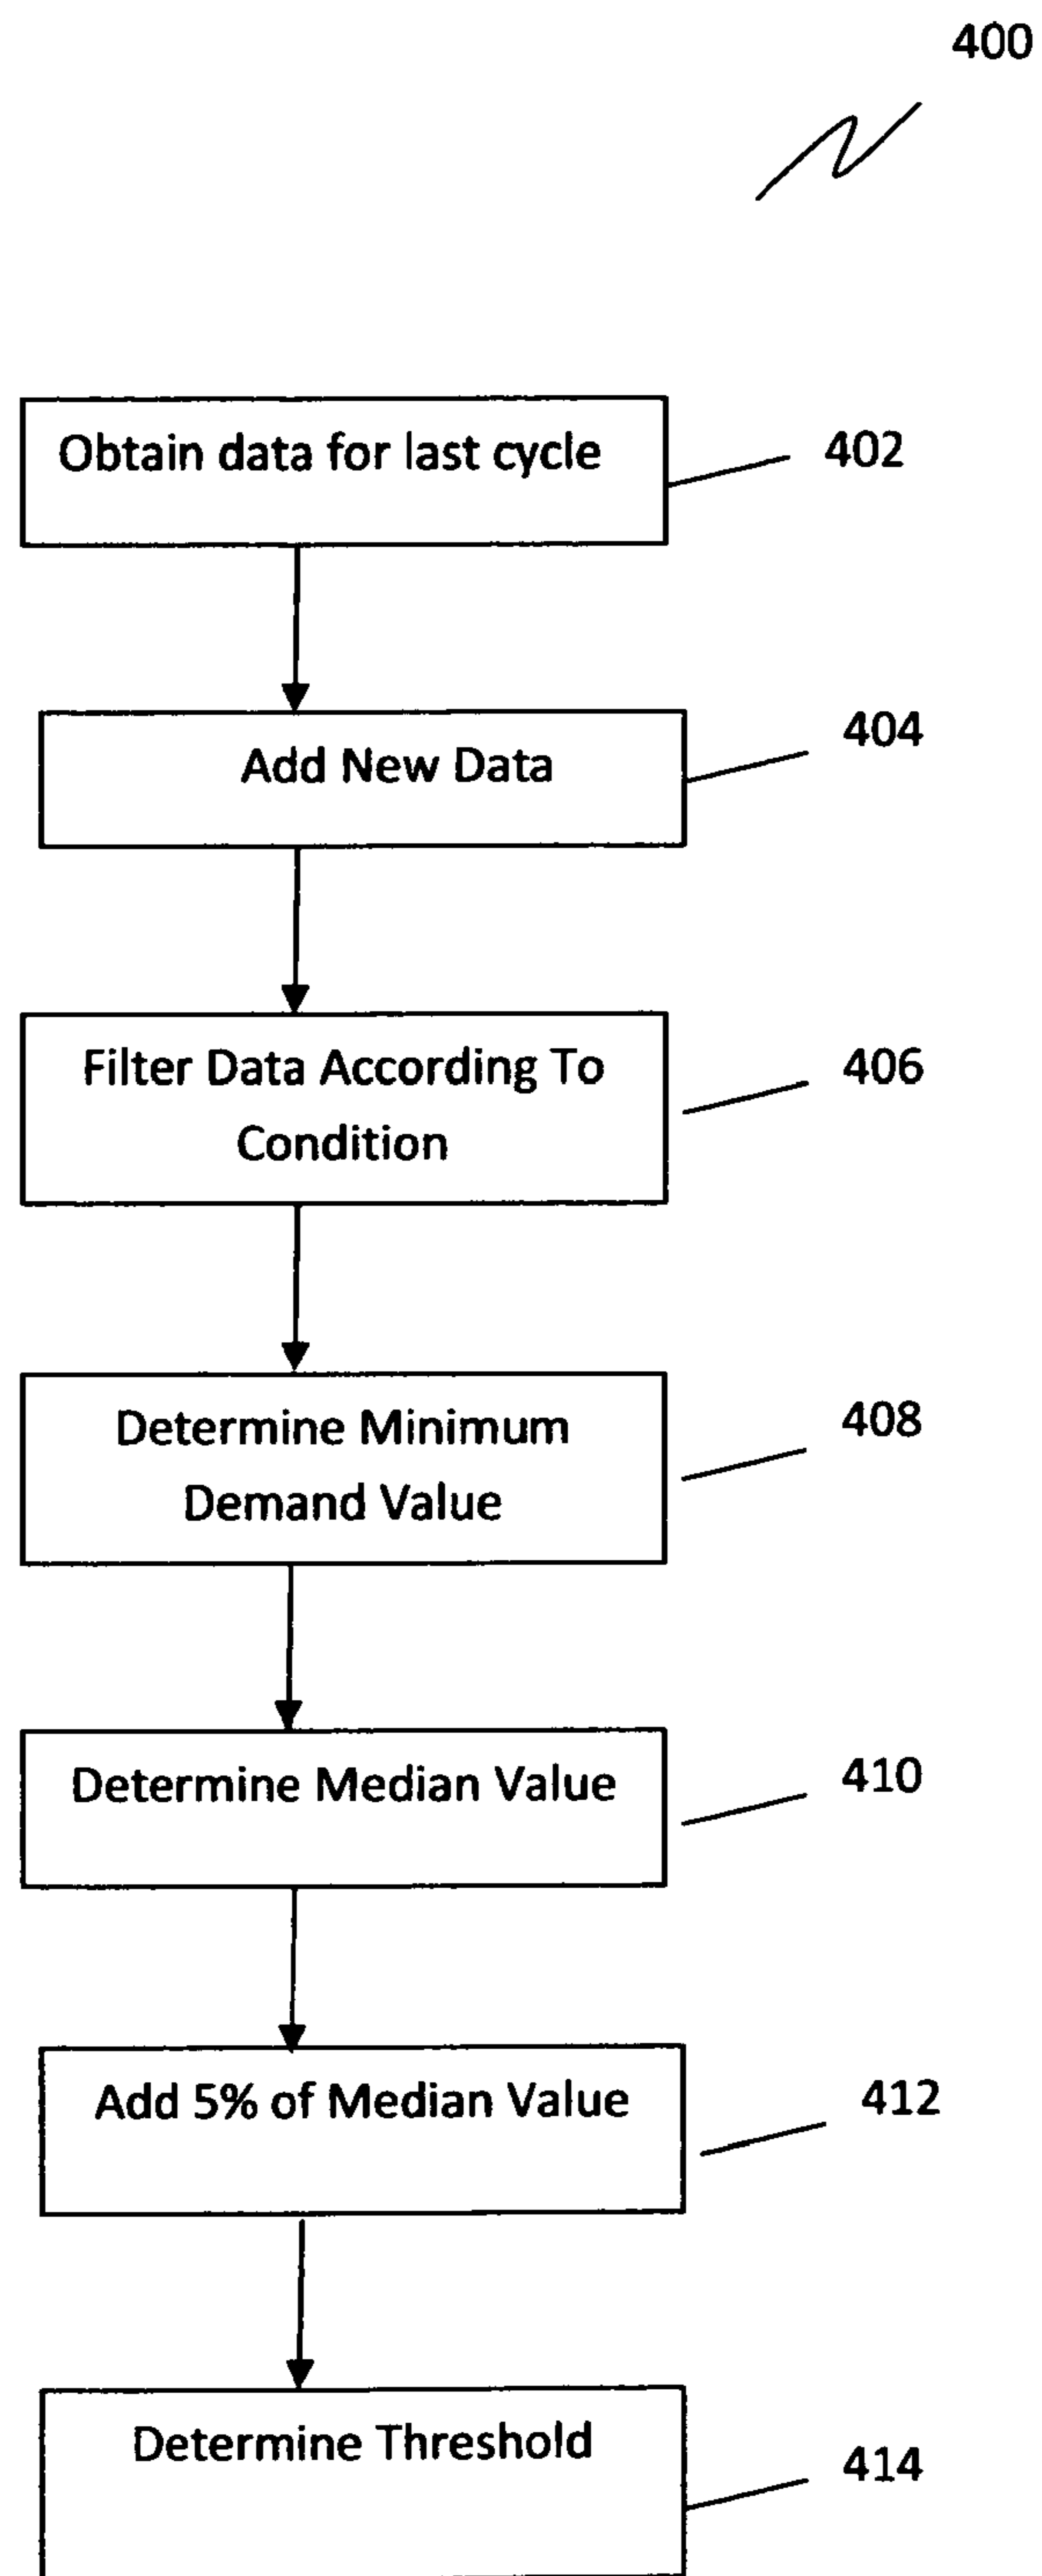 400
Obtain data for last cycle
402
Add New Data
404
Filter Data According To
Condition
406
Determine Minimum
Demand Value
408
Determine Median Value
410
Add 5% of Median Value
412
Determine Threshold
414